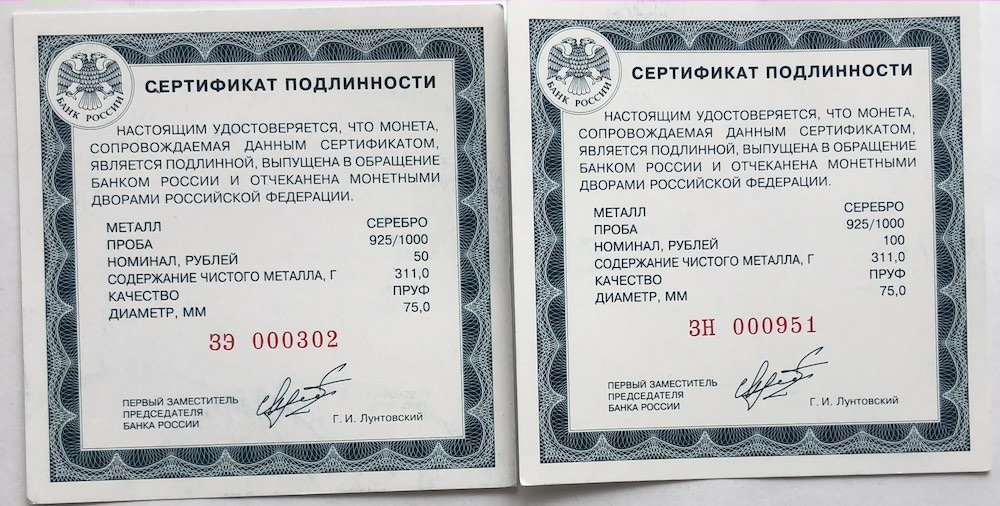 БАНК РОССИИ
СЕРТИФИКАТ ПОДЛИННОСТИ
НАСТОЯЩИМ УДОСТОВЕРЯЕТСЯ, ЧТО МОНЕТА,
СОПРОВОЖДАЕМАЯ ДАННЫМ СЕРТИФИКАТОМ,
ЯВЛЯЕТСЯ ПОДЛИННОЙ, ВЫПУЩЕНА В ОБРАЩЕНИЕ
БАНКОМ РОССИИ И ОТЧЕКАНЕНА МОНЕТНЫМИ
ДВОРАМИ РОССИЙСКОЙ ФЕДЕРАЦИИ.
МЕТАЛЛ СЕРЕБРО
ПРОБА 925/1000
НОМИНАЛ, РУБЛЕЙ 50
СОДЕРЖАНИЕ ЧИСТОГО МЕТАЛЛА, Г 311,0
КАЧЕСТВО ПРУФ
ДИАМЕТР, ММ 75,0
ЗЭ 000302
ПЕРВЫЙ ЗАМЕСТИТЕЛЬ
ПРЕДСЕДАТЕЛЯ
БАНКА РОССИИ
Г. И. Лунтовский
БАНК РОССИИ
СЕРТИФИКАТ ПОДЛИННОСТИ
НАСТОЯЩИМ УДОСТОВЕРЯЕТСЯ, ЧТО МОНЕТА,
СОПРОВОЖДАЕМАЯ ДАННЫМ СЕРТИФИКАТОМ,
ЯВЛЯЕТСЯ ПОДЛИННОЙ, ВЫПУЩЕНА В ОБРАЩЕНИЕ
БАНКОМ РОССИИ И ОТЧЕКАНЕНА МОНЕТНЫМИ
ДВОРАМИ РОССИЙСКОЙ ФЕДЕРАЦИИ.
МЕТАЛЛ СЕРЕБРО
ПРОБА 925/1000
НОМИНАЛ, РУБЛЕЙ 100
СОДЕРЖАНИЕ ЧИСТОГО МЕТАЛЛА, Г 311,0
КАЧЕСТВО ПРУФ
ДИАМЕТР, ММ 75,0
ЗН 000951
ПЕРВЫЙ ЗАМЕСТИТЕЛЬ
ПРЕДСЕДАТЕЛЯ
БАНКА РОССИИ
Г. И. Лунтовский